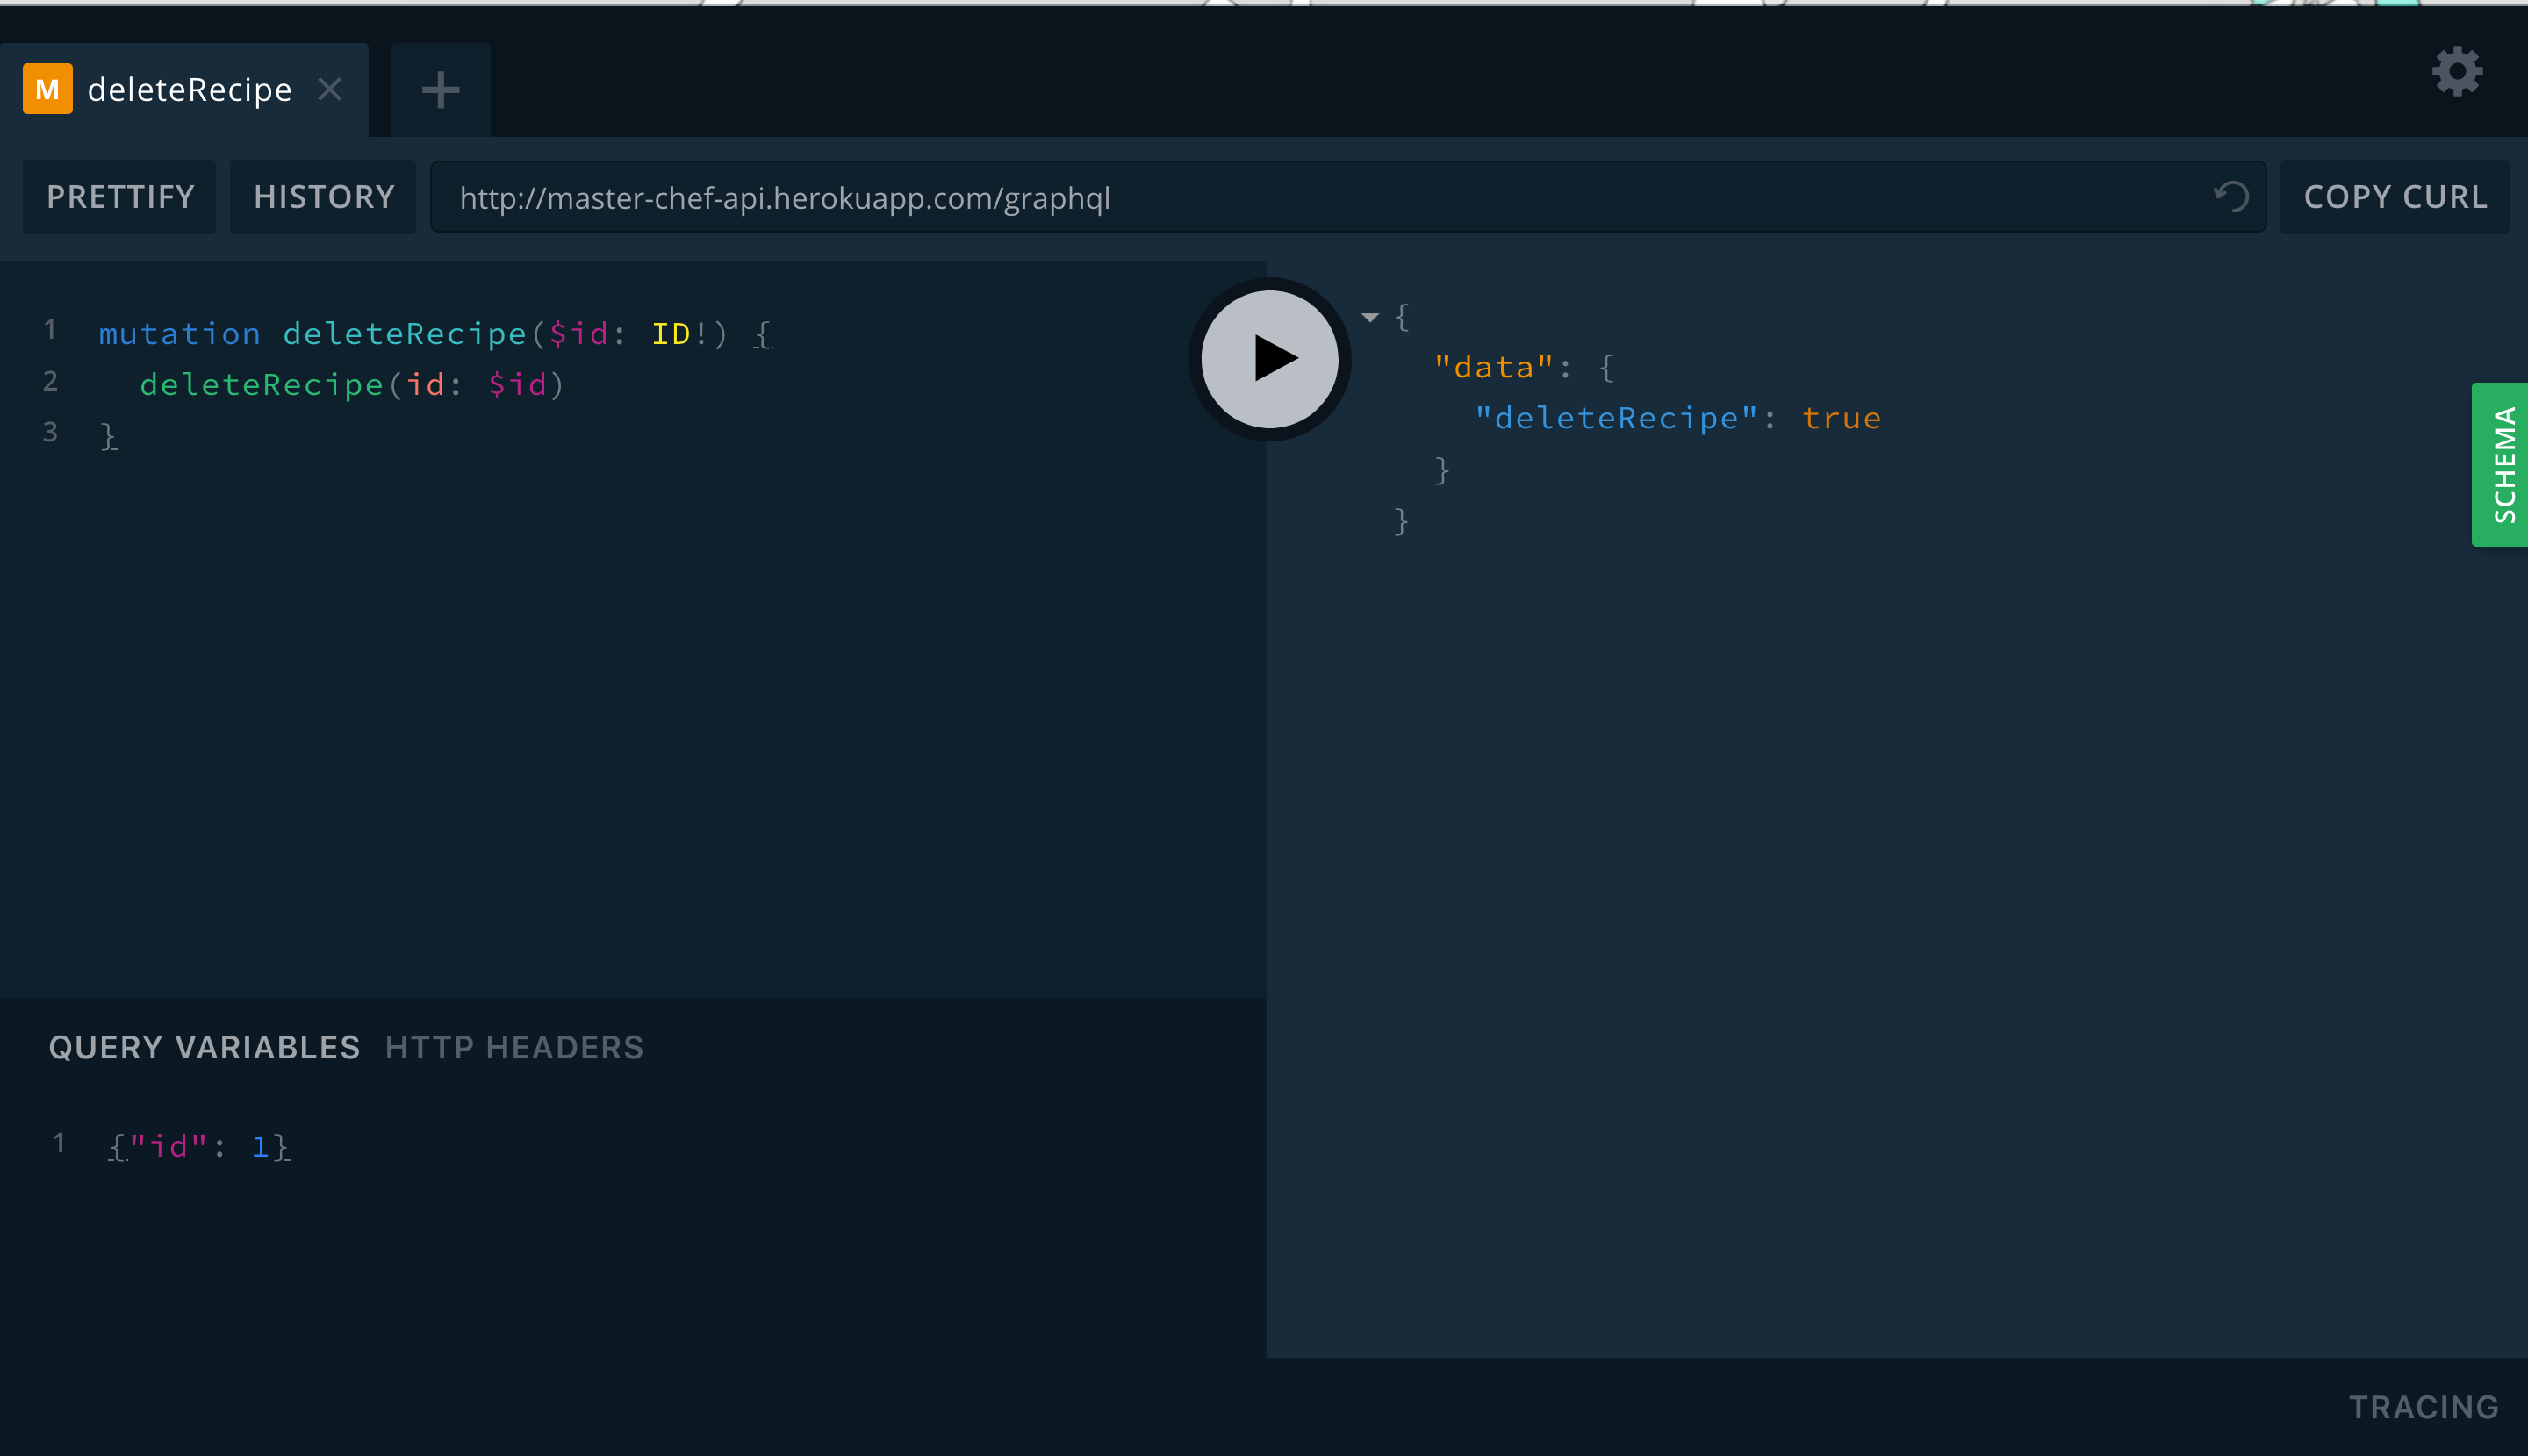 M deleteRecipe
PRETTIFY HISTORY http://master-chef-api.herokuapp.com/graphql COPY CURL
1 mutation deleteRecipe($id: ID!) {
2 deleteRecipe(id: $id)
3 }
{
"data": {
"deleteRecipe": true
}
}
SCHEMA
QUERY VARIABLES HTTP HEADERS
1 {"id": 1}
TRACING